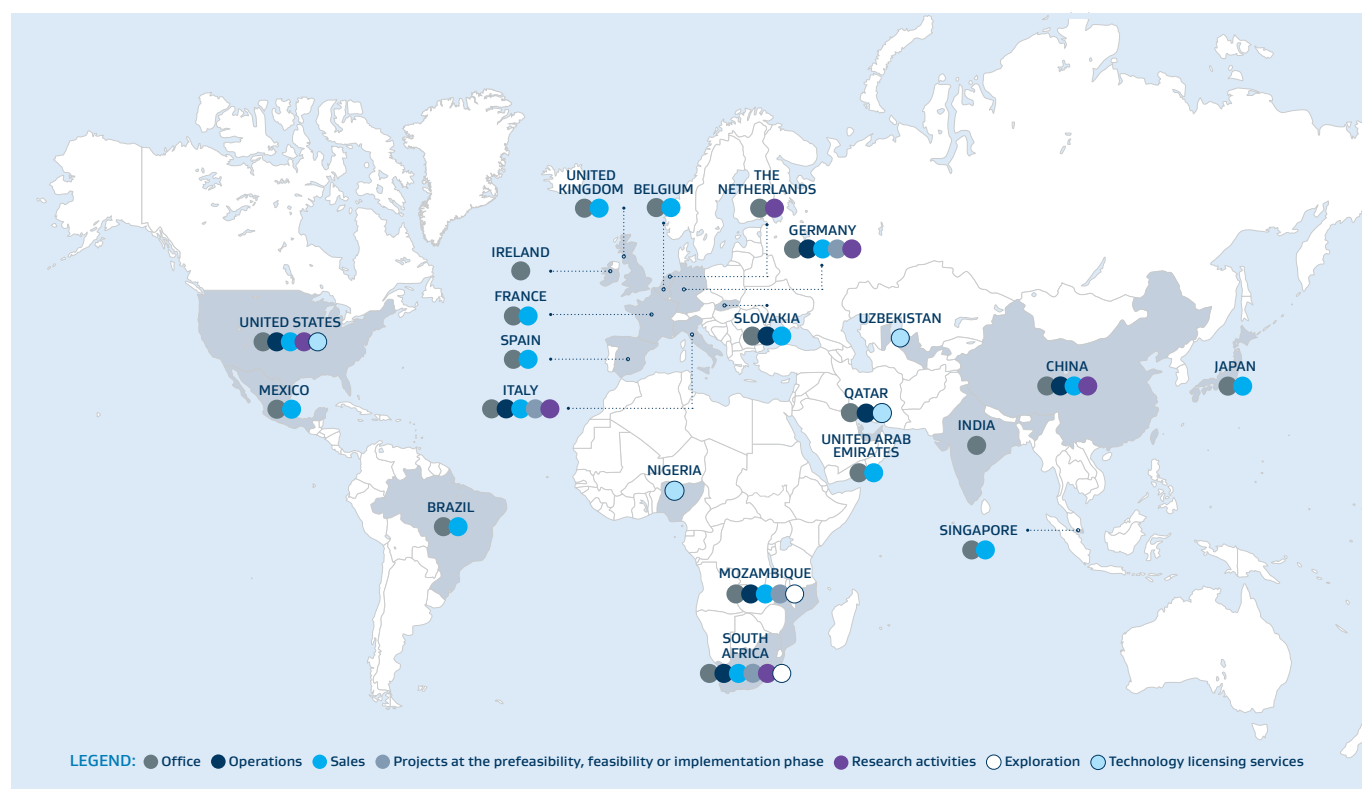 UNITED
KINGDOM
BELGIUM
THE
NETHERLANDS
GERMANY
IRELAND
FRANCE
UNITED STATES
SLOVAKIA
UZBEKISTAN
SPAIN
MEXICO
ITALY
QATAR
CHINA
JAPAN
INDIA
UNITED ARAB
EMIRATES
NIGERIA
BRAZIL
SINGAPORE
MOZAMBIQUE
SOUTH
AFRICA
LEGEND: Office Operations Sales Projects at the prefeasibility, feasibility or implementation phase Research activities Exploration Technology licensing services